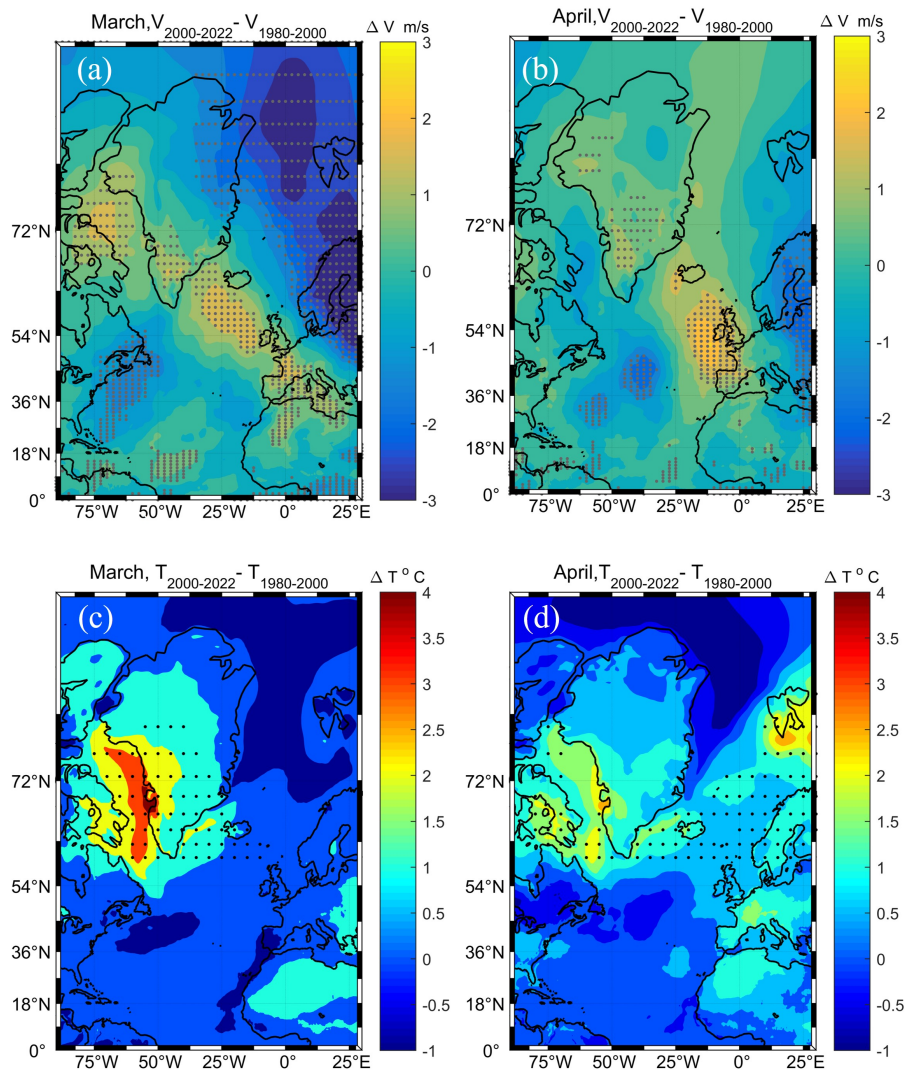 March,V2000-2022 - V1980-2000
Δ V m/s
April,V2000-2022 - V1980-2000
Δ V m/s
(a)
(b)
3
2
1
0
-1
-2
-3
3
2
1
0
-1
-2
-3
72°N
54°N
36°N
18°N
0°
72°N
54°N
36°N
18°N
0°
75°W 50°W 25°W 0°W 25°E
75°W 50°W 25°W 0°W 25°E
March, T2000-2022- T1980-2000
Δ T ° C
April,T2000-2022 - T1980-2000
Δ T ° C
(c)
(d)
4
3.5
3
2.5
2
1.5
1
0.5
0
-0.5
-1
4
3.5
3
2.5
2
1.5
1
0.5
0
-0.5
-1
72°N
54°N
36°N
18°N
0°
72°N
54°N
36°N
18°N
0°
75°W 50°W 25°W 0°W 25°E
75°W 50°W 25°W 0°W 25°E